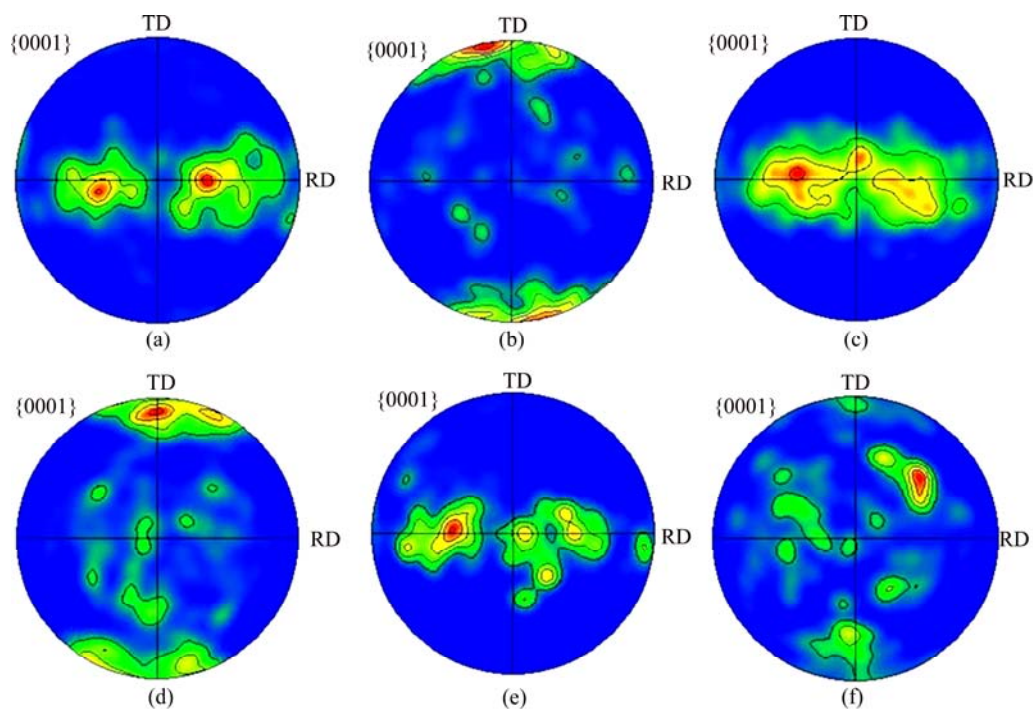 TD TD TD
{0001} {0001} {0001}
RD RD RD
(a) (b) (c)
TD TD TD
{0001} {0001} {0001}
RD RD RD
(d) (e) (f)